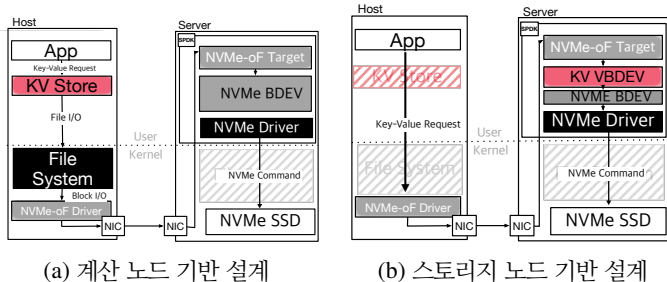 Host
Server
SPDK
App
Key-Value Request
KV Store
File I/O
File
System
Block I/O
NVMe-oF Driver
NIC
NIC
NVMe-oF Target
NVMe BDEV
NVMe Driver
User
Kernel
NVMe Command
NVMe SSD
(a) 계산 노드 기반 설계
Host
Server
SPDK
App
KV Store
Key-Value Request
File System
NVMe-oF Driver
NIC
NIC
NVMe-oF Target
KV VBDEV
NVME BDEV
NVMe Driver
User
Kernel
NVMe Command
NVMe SSD
(b) 스토리지 노드 기반 설계